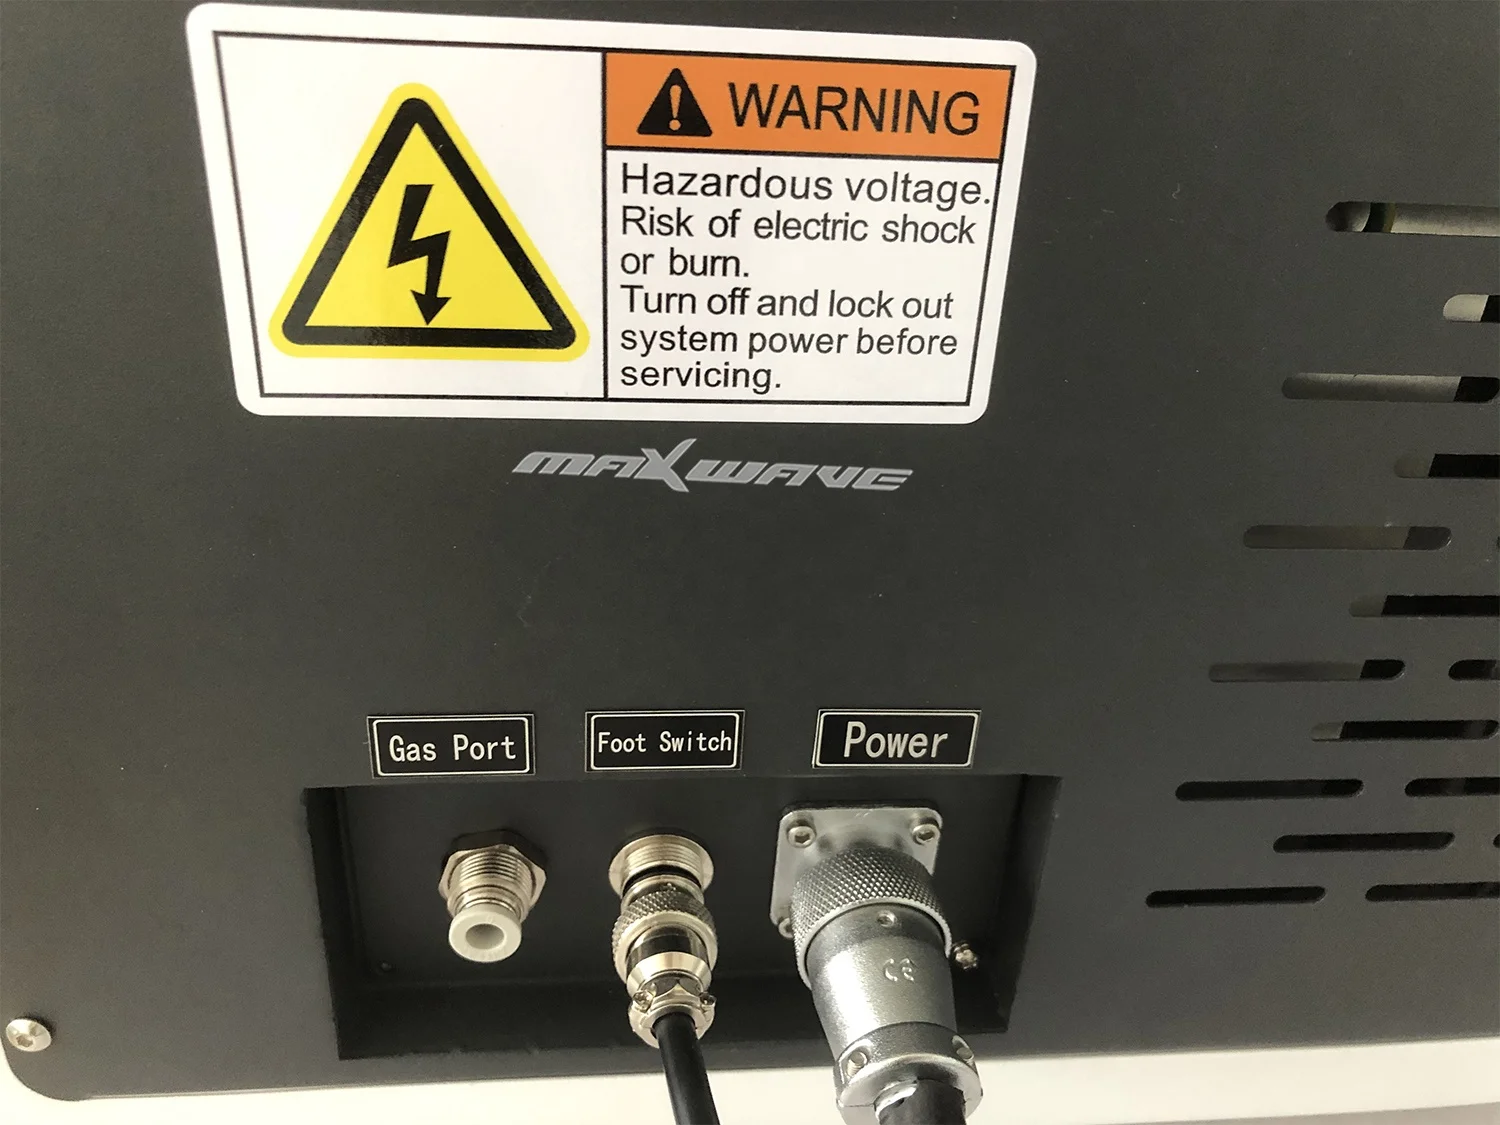 WARNING
Hazardous voltage.
Risk of electric shock
or burn.
Turn off and lock out
system power before
servicing.
MAXWAVE
Gas Port
Foot Switch
Power
CE